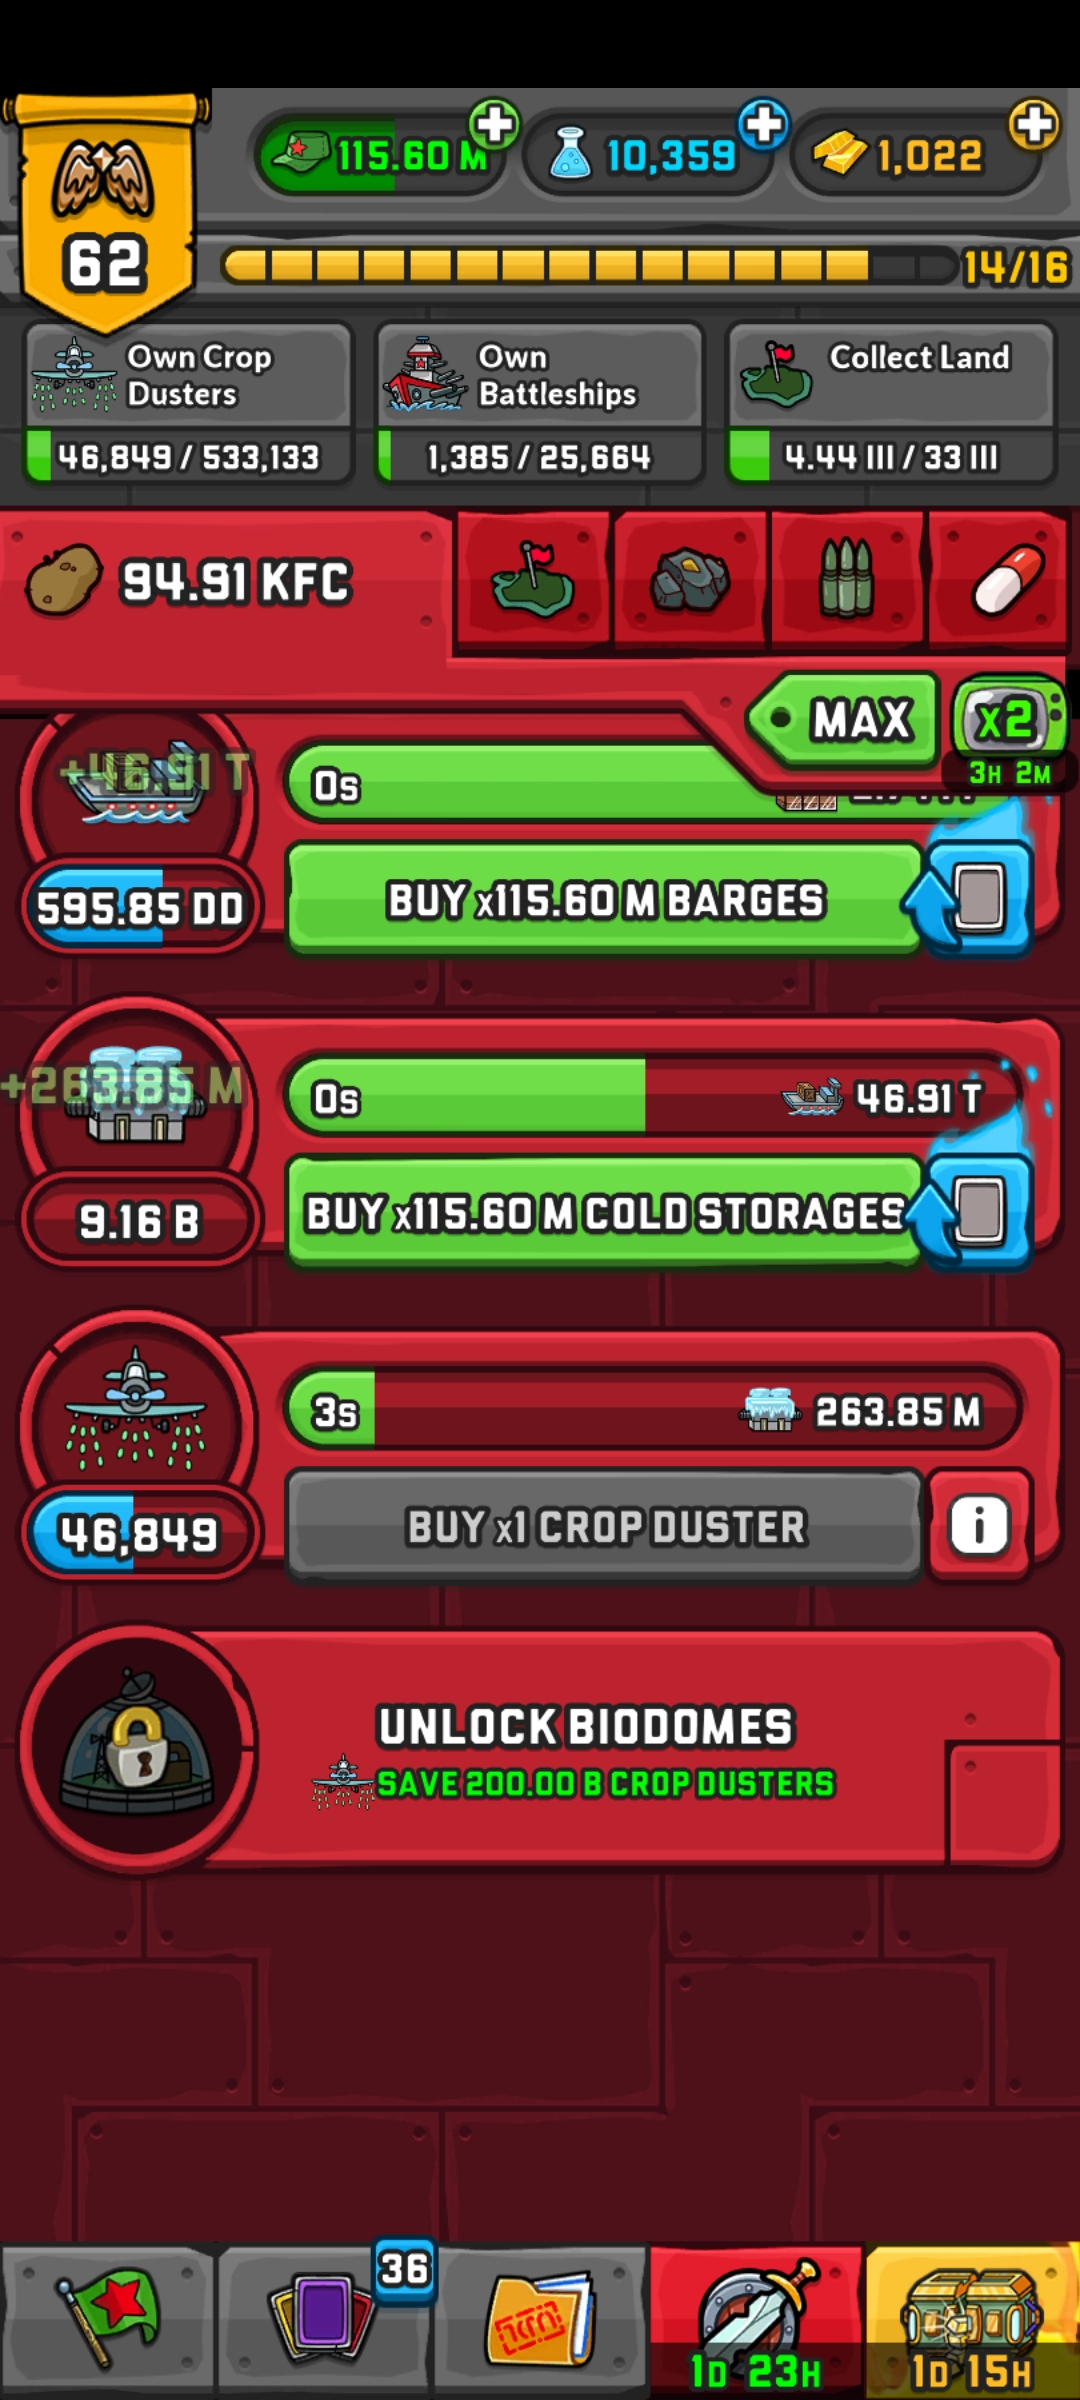 115.60 M
10,359
1,022
62
14/16
Own Crop
Dusters
46,849 / 533,133
Own
Battleships
1,385 / 25,664
Collect Land
4.44 III / 33 III
94.91 KFC
MAX
x2
3H 2M
+46.91 T
0s
595.85 DD
BUY x115.60 M BARGES
+263.85 M
0s
46.91 T
9.16 B
BUY x115.60 M COLD STORAGES
3s
263.85 M
46,849
BUY x1 CROP DUSTER
i
UNLOCK BIODOMES
SAVE 200.00 B CROP DUSTERS
36
1D 23H
1D 15H